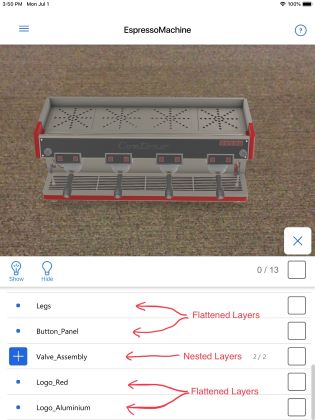 3:50 PM Mon Jul 1
100%
EspressoMachine
?
Show
Hide
0 / 13
Legs
Flattened Layers
Button_Panel
Valve_Assembly
Nested Layers
2 / 2
Logo_Red
Flattened Layers
Logo_Aluminium